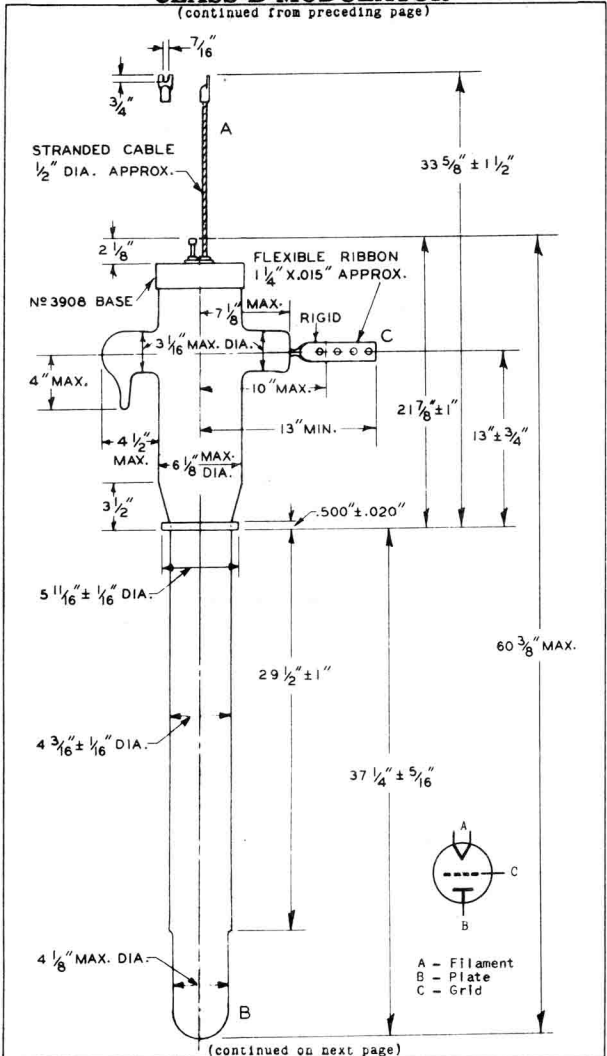 CLASS B MODULATOR
(continued from preceding page)
7/16"
3/4"
A
STRANDED CABLE
1/2" DIA. APPROX.
33 5/8" ± 1 1/2"
2 1/8"
FLEXIBLE RIBBON
1 1/4" X.015" APPROX.
Nº 3908 BASE
7 1/8" MAX.
RIGID
C
3 1/16" MAX. DIA.
4" MAX.
10" MAX.
21 7/8" ± 1"
13" ± 3/4"
13" MIN.
4 1/2"
MAX.
6 1/8" MAX.
DIA.
3 1/2"
.500" ± .020"
5 11/16" ± 1/16" DIA.
60 3/8" MAX.
29 1/2" ± 1"
4 3/16" ± 1/16" DIA.
37 1/4" ± 5/16"
A
C
B
4 1/8" MAX. DIA.
A - Filament
B - Plate
C - Grid
B
(continued on next page)